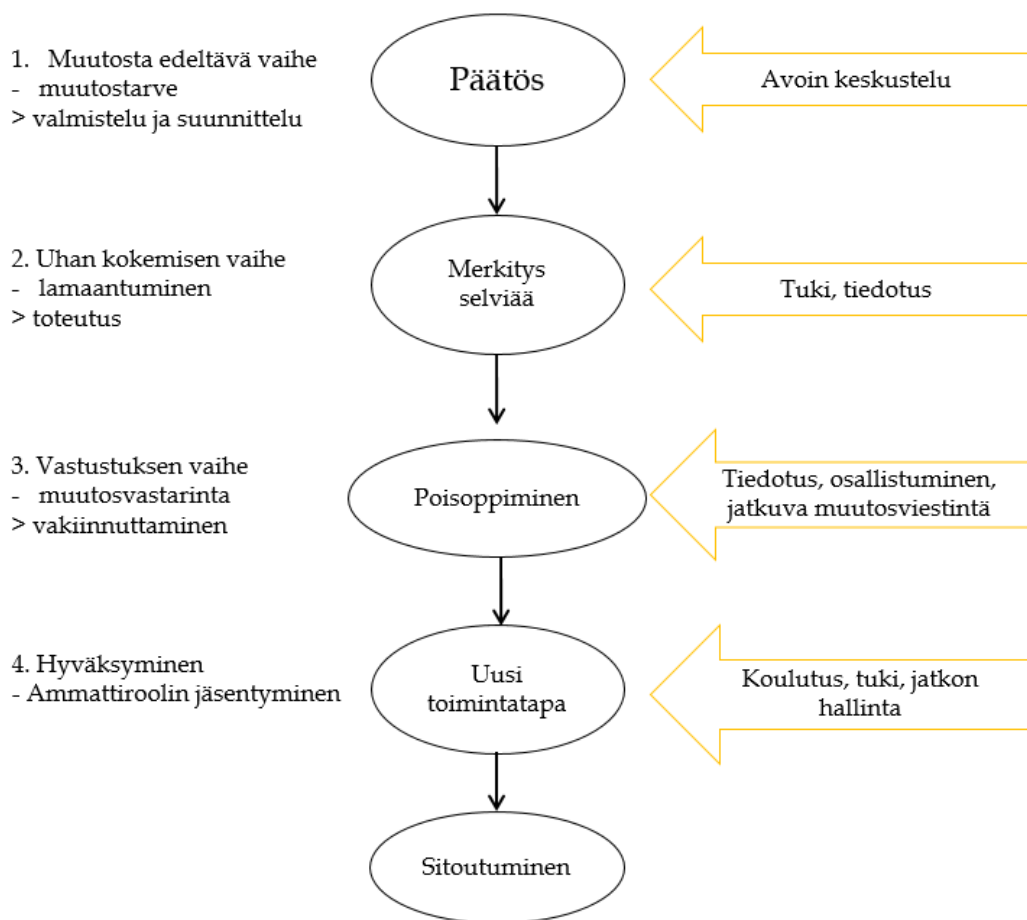 1. Muutosta edeltävä vaihe
- muutostarve
> valmistelu ja suunnittelu
Päätös
Avoin keskustelu
2. Uhan kokemisen vaihe
- lamaantuminen
> toteutus
Merkitys
selviää
Tuki, tiedotus
3. Vastustuksen vaihe
- muutosvastarinta
> vakiinnuttaminen
Poisoppiminen
Tiedotus, osallistuminen,
jatkuva muutosviestintä
4. Hyväksyminen
- Ammattiroolin jäsentyminen
Uusi
toimintatapa
Koulutus, tuki, jatkon
hallinta
Sitoutuminen